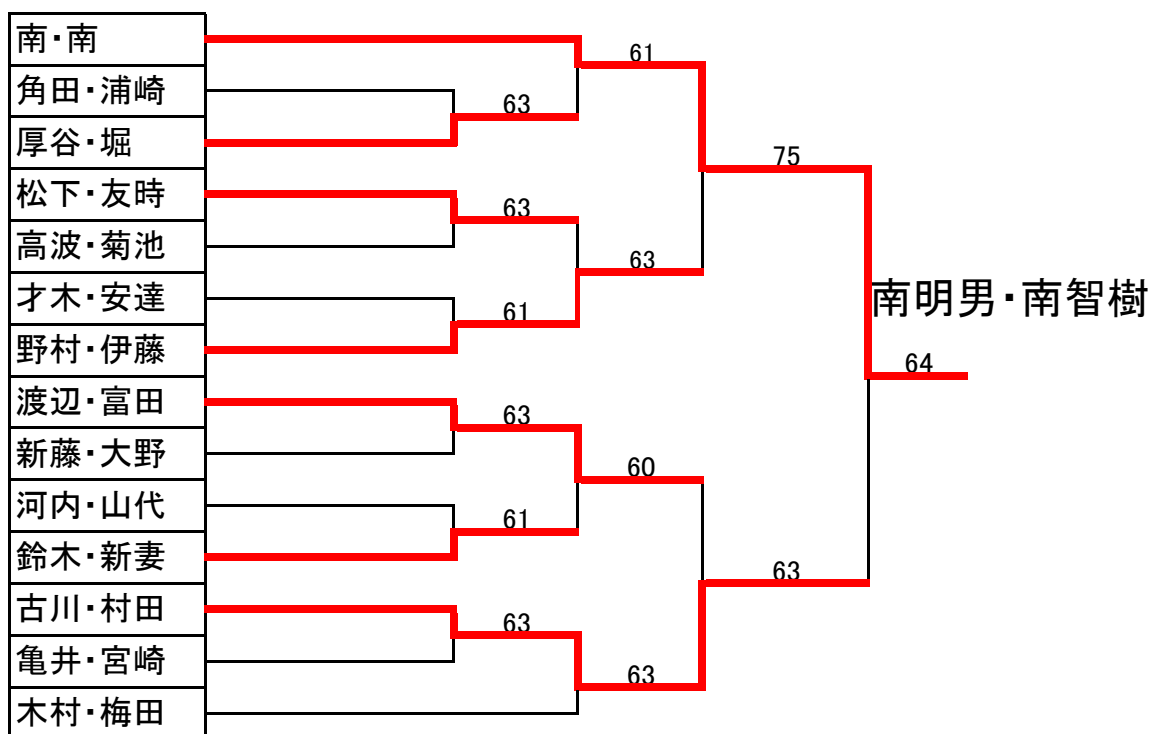 南・南
角田・浦崎
厚谷・堀
松下・友時
高波・菊池
才木・安達
野村・伊藤
渡辺・富田
新藤・大野
河内・山代
鈴木・新妻
古川・村田
亀井・宮崎
木村・梅田
63
63
61
63
61
63
61
63
60
63
75
63
南明男・南智樹
64